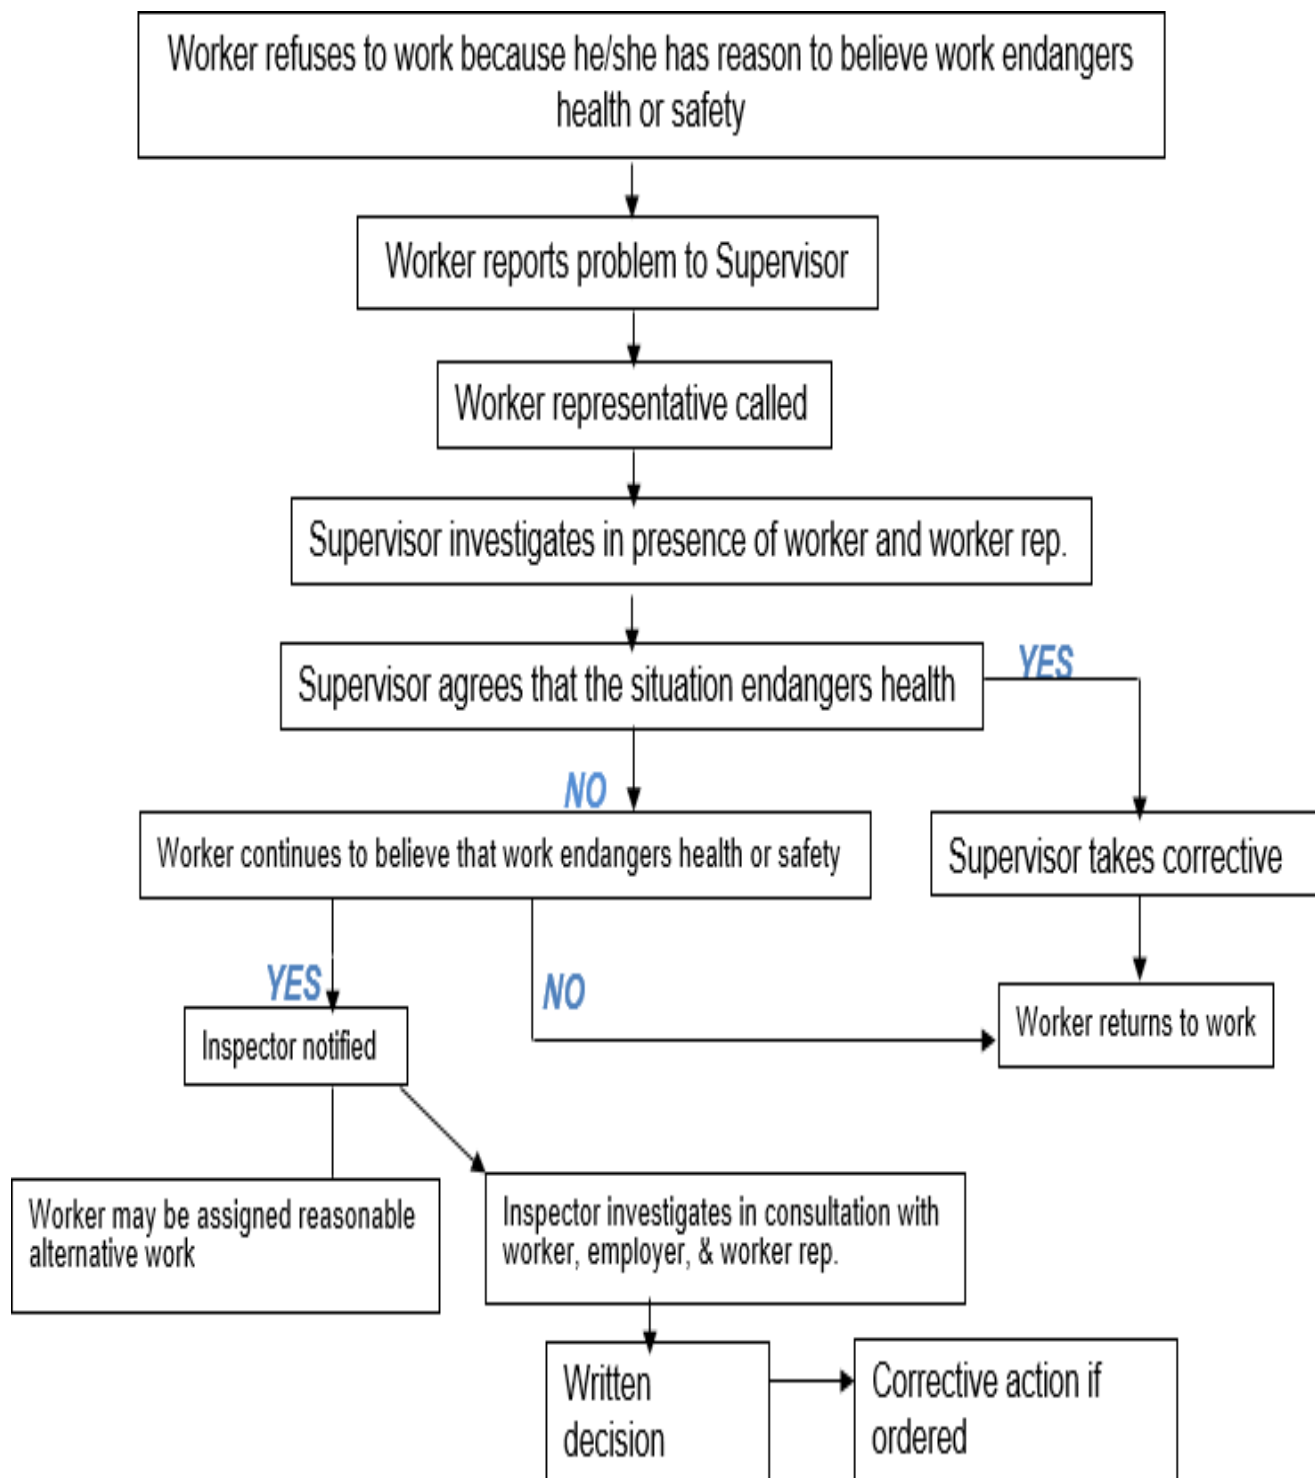 Worker refuses to work because he/she has reason to believe work endangers
health or safety
Worker reports problem to Supervisor
Worker representative called
Supervisor investigates in presence of worker and worker rep.
Supervisor agrees that the situation endangers health
YES
NO
Worker continues to believe that work endangers health or safety
Supervisor takes corrective
YES
NO
Worker returns to work
Inspector notified
Worker may be assigned reasonable
alternative work
Inspector investigates in consultation with
worker, employer, & worker rep.
Written
decision
Corrective action if
ordered